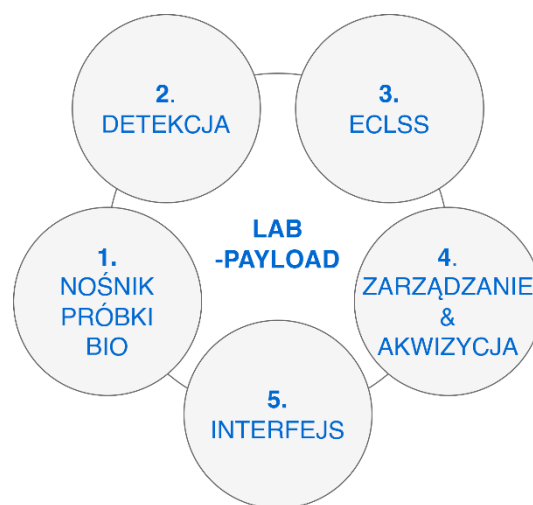 2.
DETEKCJA
3.
ECLSS
LAB
-PAYLOAD
1.
NOŚNIK
PRÓBKI
BIO
4.
ZARZĄDZANIE
&
AKWIZYCJA
5.
INTERFEJS